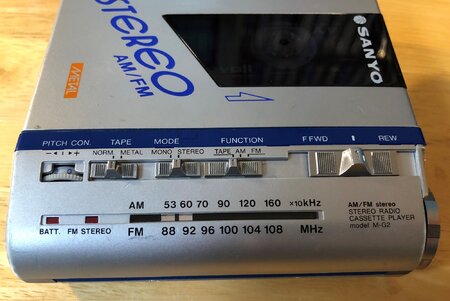 STEREO
AM/FM
METAL
SANYO
PITCH CON. TAPE MODE FUNCTION F FWD REW
- +
NORM METAL MONO STEREO TAPE AM FM
AM 53 60 70 90 120 160 ×10kHz
FM 88 92 96 100 104 108 MHz
BATT. FM STEREO
AM/FM stereo
STEREO RADIO
CASSETTE PLAYER
model M-G2